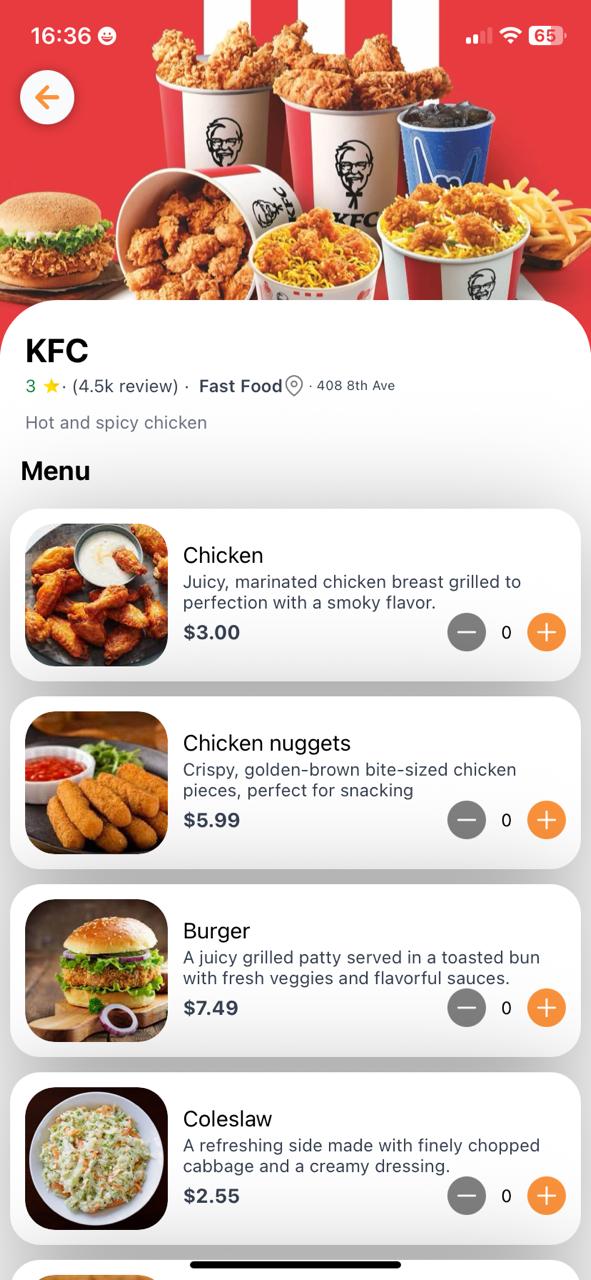 16:36
65
KFC
KFC
KFC
3 · (4.5k review) · Fast Food · 408 8th Ave
Hot and spicy chicken
Menu
Chicken
Juicy, marinated chicken breast grilled to
perfection with a smoky flavor.
$3.00
0
Chicken nuggets
Crispy, golden-brown bite-sized chicken
pieces, perfect for snacking
$5.99
0
Burger
A juicy grilled patty served in a toasted bun
with fresh veggies and flavorful sauces.
$7.49
0
Coleslaw
A refreshing side made with finely chopped
cabbage and a creamy dressing.
$2.55
0